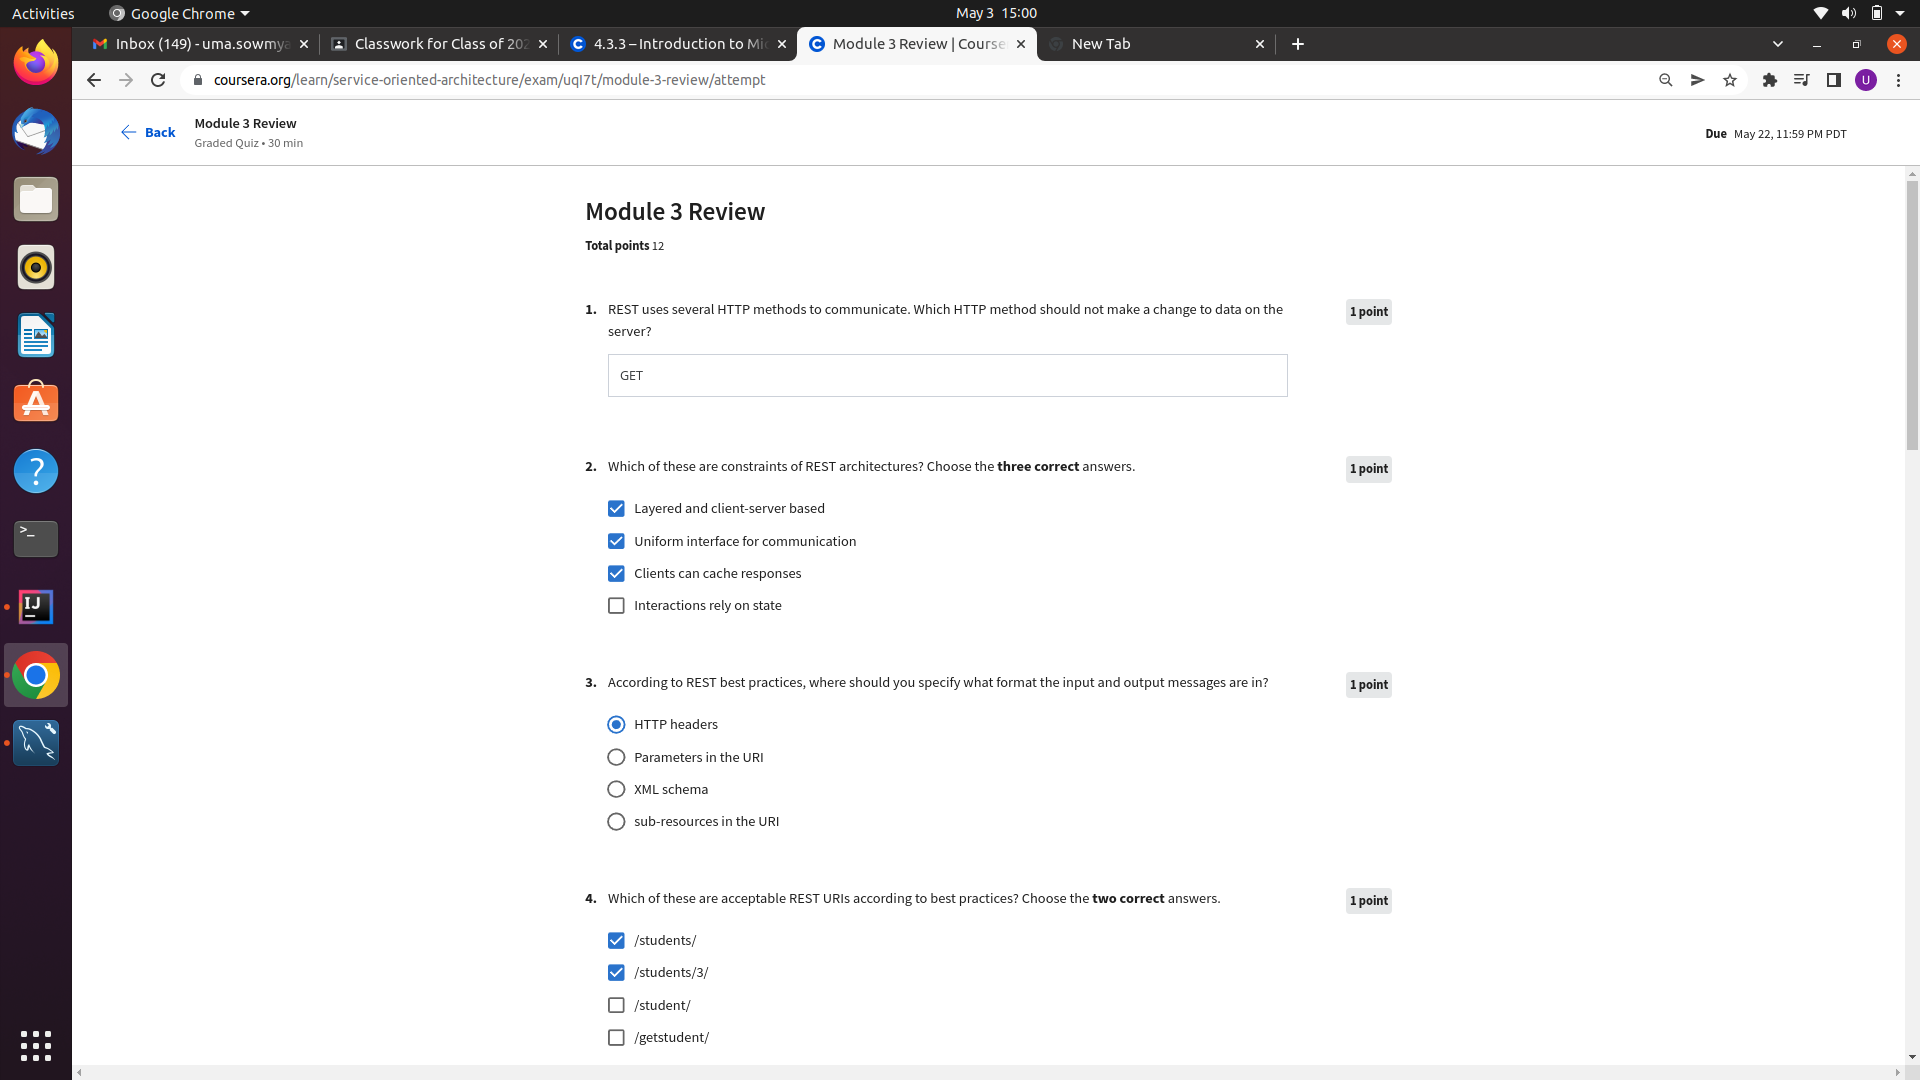 Activities
Google Chrome
May 3 15:00
Inbox (149) - uma.sowmya
Classwork for Class of 202
4.3.3 – Introduction to Mi
Module 3 Review | Course
New Tab
coursera.org/learn/service-oriented-architecture/exam/uqI7t/module-3-review/attempt
U
Back
Module 3 Review
Graded Quiz • 30 min
Due May 22, 11:59 PM PDT
Module 3 Review
Total points 12
1. REST uses several HTTP methods to communicate. Which HTTP method should not make a change to data on the
server?
1 point
GET
2. Which of these are constraints of REST architectures? Choose the three correct answers.
1 point
Layered and client-server based
Uniform interface for communication
Clients can cache responses
Interactions rely on state
3. According to REST best practices, where should you specify what format the input and output messages are in?
1 point
HTTP headers
Parameters in the URI
XML schema
sub-resources in the URI
4. Which of these are acceptable REST URIs according to best practices? Choose the two correct answers.
1 point
/students/
/students/3/
/student/
/getstudent/